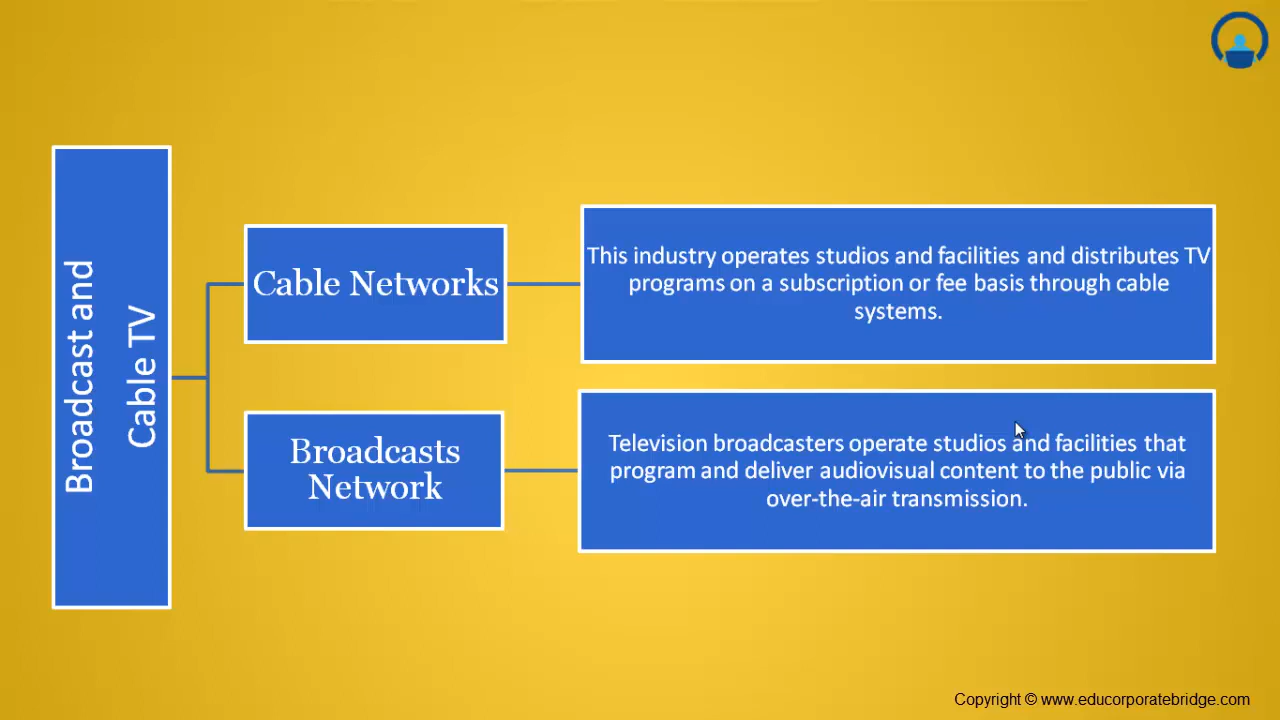 Broadcast and
Cable TV
Cable Networks
This industry operates studios and facilities and distributes TV
programs on a subscription or fee basis through cable
systems.
Broadcasts
Network
Television broadcasters operate studios and facilities that
program and deliver audiovisual content to the public via
over-the-air transmission.
Copyright © www.educorporatebridge.com